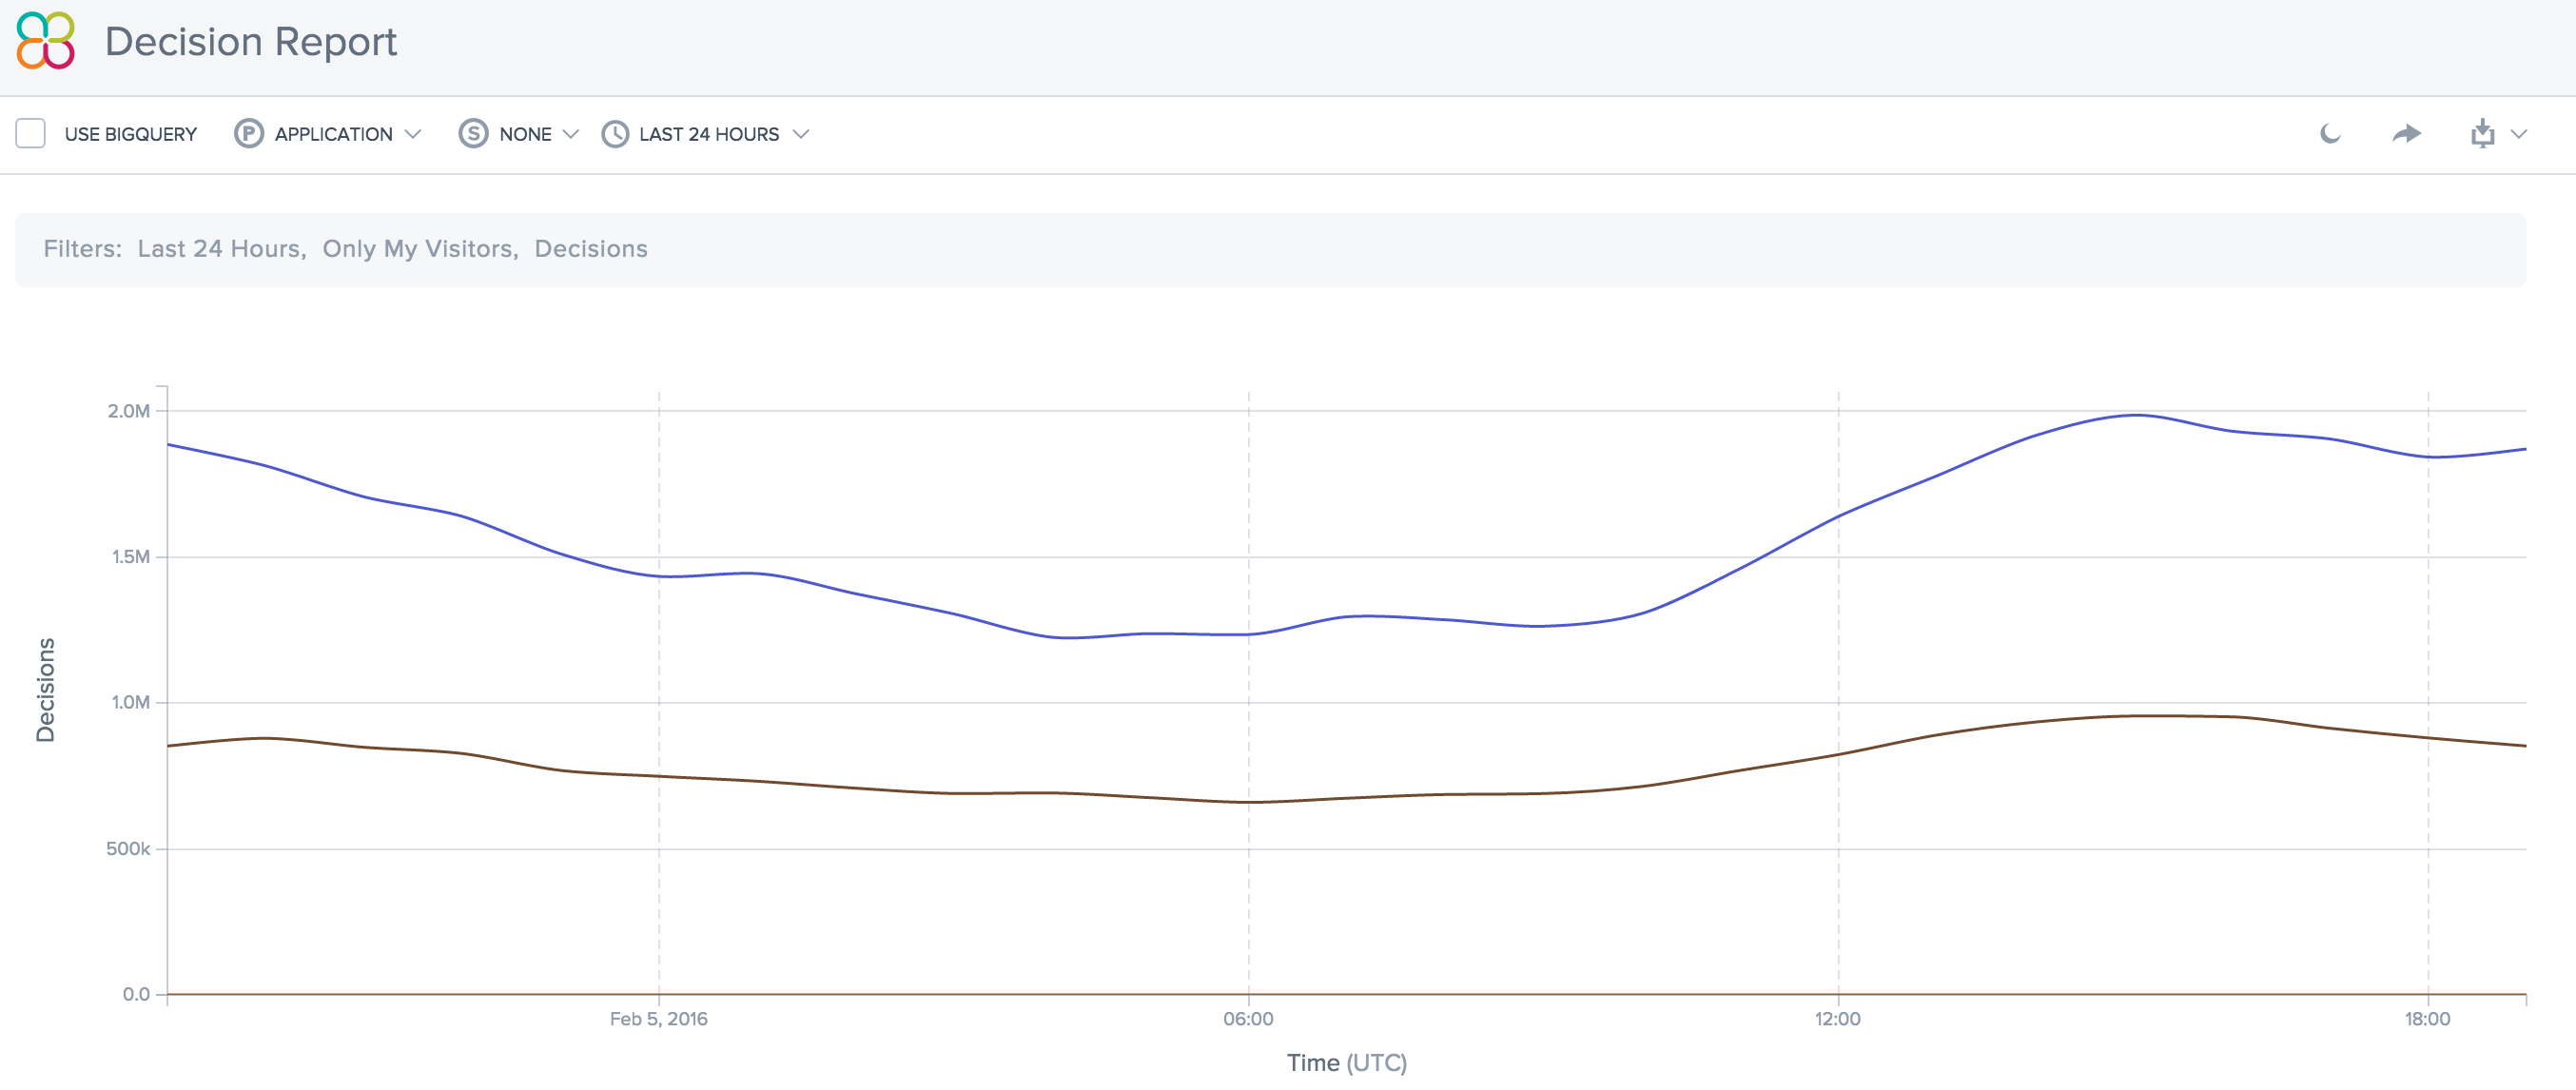 Decision Report
USE BIGQUERY P APPLICATION S NONE LAST 24 HOURS
Filters: Last 24 Hours, Only My Visitors, Decisions
2.0M
1.5M
1.0M
500k
0.0
Decisions
Feb 5, 2016 06:00 12:00 18:00
Time (UTC)